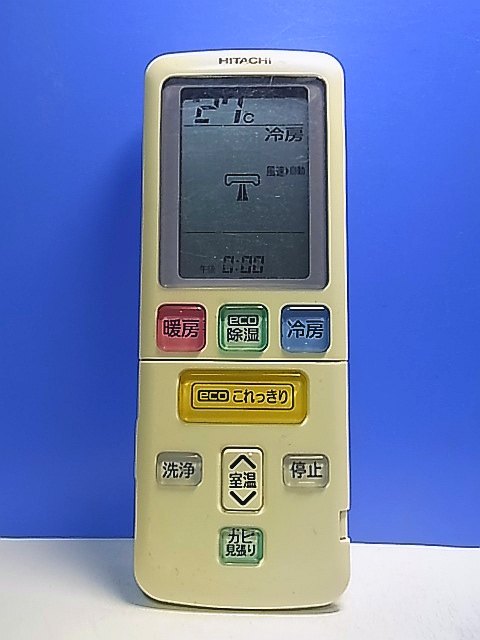 HITACHI
27℃
冷房
風速▶自動
午後 0:00
暖房
eco
除湿
冷房
eco これっきり
洗浄
室温
停止
カビ
見張り